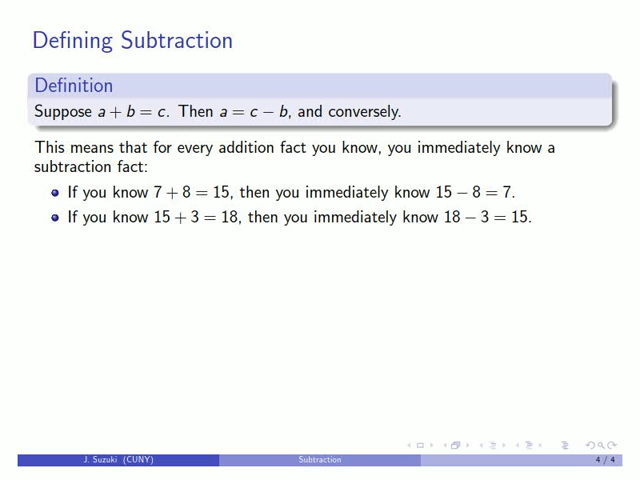 Defining Subtraction
Definition
Suppose a + b = c. Then a = c − b, and conversely.
This means that for every addition fact you know, you immediately know a
subtraction fact:
If you know 7 + 8 = 15, then you immediately know 15 − 8 = 7.
If you know 15 + 3 = 18, then you immediately know 18 − 3 = 15.
J. Suzuki (CUNY) Subtraction 4 / 4